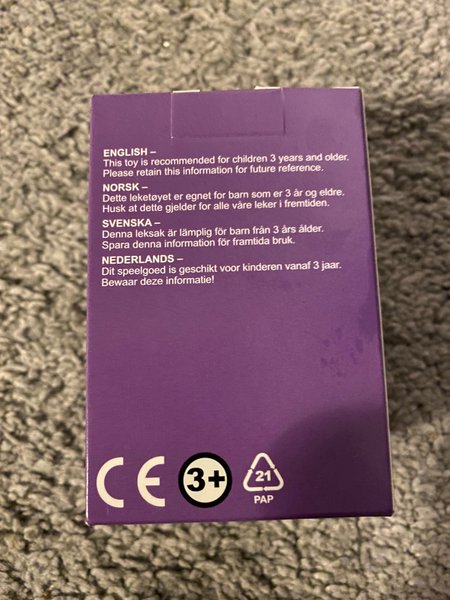 ENGLISH –
This toy is recommended for children 3 years and older.
Please retain this information for future reference.
NORSK –
Dette leketøyet er egnet for barn som er 3 år og eldre.
Husk at dette gjelder for alle våre leker i fremtiden.
SVENSKA –
Denna leksak är lämplig för barn från 3 års ålder.
Spara denna information för framtida bruk.
NEDERLANDS –
Dit speelgoed is geschikt voor kinderen vanaf 3 jaar.
Bewaar deze informatie!
CE 3+ 21
PAP